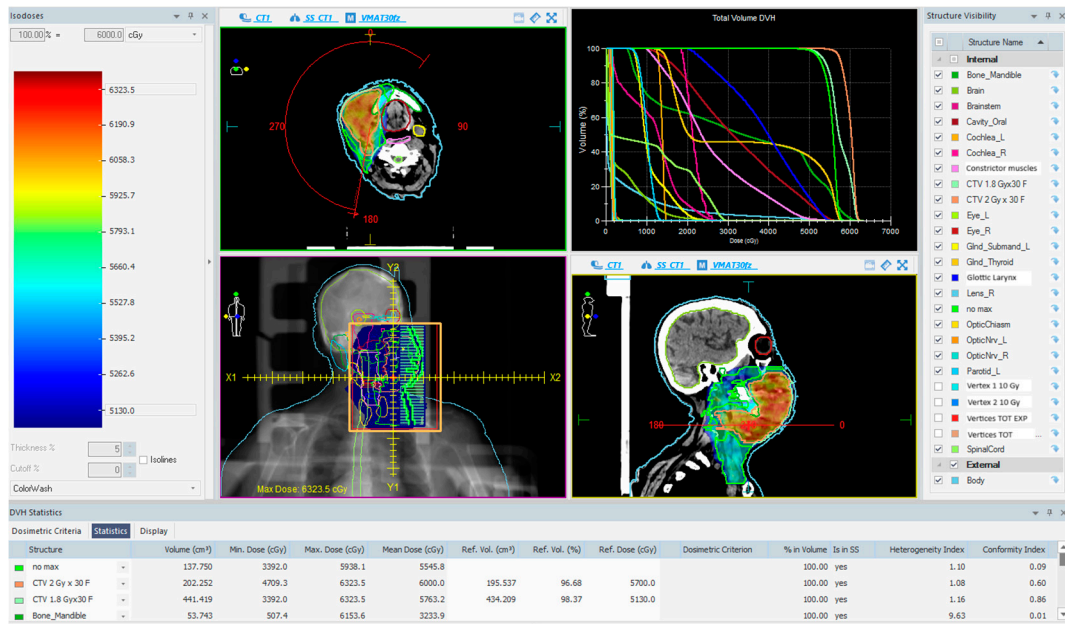 Isodoses
CT1 SS CT1 M VMAT30fz
Total Volume DVH
Structure Visibility
100.00 % = 6000.0 cGy
6323.5
6190.9
6058.3
5925.7
5793.1
5660.4
5527.8
5395.2
5262.6
5130.0
Thickness % 5
Isolines
Cutoff % 0
ColorWash
0
270 90
180
Volume (%)
100
80
60
40
20
0
0 1000 2000 3000 4000 5000 6000 7000
Dose (cGy)
Y2
X1 X2
Y1
Max Dose: 6323.5 cGy
CT1 SS CT1 M VMAT30fz
180 0
Structure Name
Internal
Bone_Mandible
Brain
Brainstem
Cavity_Oral
Cochlea_L
Cochlea_R
Constrictor muscles
CTV 1.8 Gyx30 F
CTV 2 Gy x 30 F
Eye_L
Eye_R
Glnd_Submand_L
Glnd_Thyroid
Glottic Larynx
Lens_R
no max
OpticChiasm
OpticNrv_L
OpticNrv_R
Parotid_L
Vertex 1 10 Gy
Vertex 2 10 Gy
Vertices TOT EXP
Vertices TOT ...
SpinalCord
External
Body
DVH Statistics
Dosimetric Criteria Statistics Display
Structure Volume (cm³) Min. Dose (cGy) Max. Dose (cGy) Mean Dose (cGy) Ref. Vol. (cm³) Ref. Vol. (%) Ref. Dose (cGy) Dosimetric Criterion % in Volume Is in SS Heterogeneity Index Conformity Index
no max 137.750 3392.0 5938.1 5545.8 100.00 yes 1.10 0.09
CTV 2 Gy x 30 F 202.252 4709.3 6323.5 6000.0 195.537 96.68 5700.0 100.00 yes 1.08 0.60
CTV 1.8 Gyx30 F 441.419 3392.0 6323.5 5763.2 434.209 98.37 5130.0 100.00 yes 1.16 0.86
Bone_Mandible 53.743 507.4 6153.6 3233.9 100.00 yes 9.63 0.01